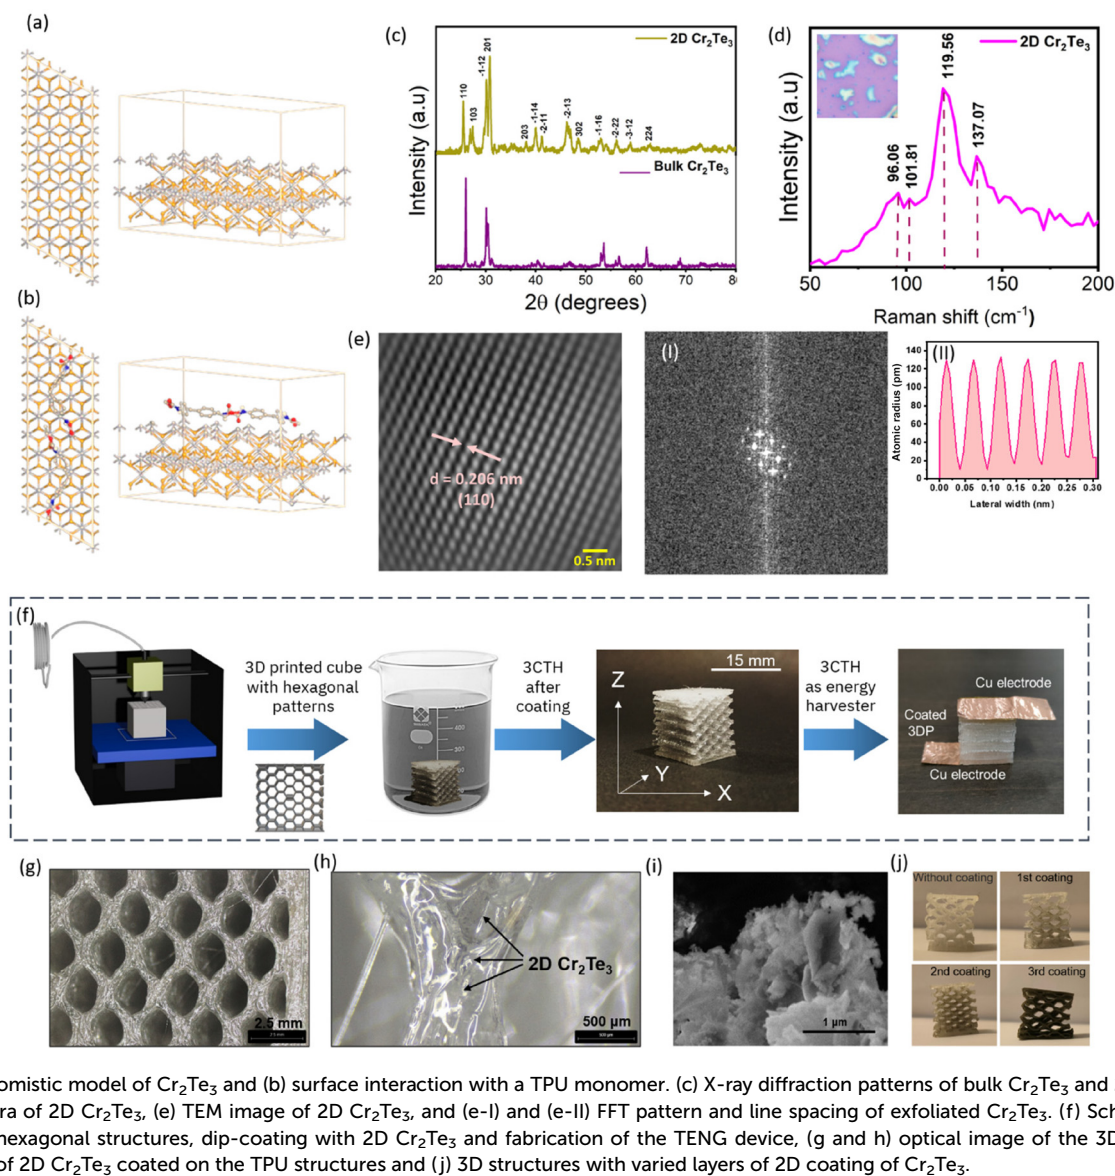 (a)
(b)
(c)
2D Cr₂Te₃
Bulk Cr₂Te₃
110
103
-1-12
201
203
-1-14
-2-11
-2-13
302
-1-16
-2-22
-3-12
224
Intensity (a.u)
20 30 40 50 60 70 80
2θ (degrees)
(d)
2D Cr₂Te₃
96.06
101.81
119.56
137.07
Intensity (a.u)
50 100 150 200
Raman shift (cm⁻¹)
(e)
d = 0.206 nm
(110)
0.5 nm
(I)
(II)
Atomic radius (pm)
140
120
100
80
60
40
20
0
0.00 0.05 0.10 0.15 0.20 0.25 0.30
Lateral width (nm)
(f)
3D printed cube
with hexagonal
patterns
3CTH
after
coating
15 mm
Z
Y
X
3CTH
as energy
harvester
Cu electrode
Coated
3DP
Cu electrode
(g)
2.5 mm
(h)
2D Cr₂Te₃
500 µm
(i)
1 µm
(j)
Without coating
1st coating
2nd coating
3rd coating
omistic model of Cr₂Te₃ and (b) surface interaction with a TPU monomer. (c) X-ray diffraction patterns of bulk Cr₂Te₃ and
ra of 2D Cr₂Te₃, (e) TEM image of 2D Cr₂Te₃, and (e-I) and (e-II) FFT pattern and line spacing of exfoliated Cr₂Te₃. (f) Sch
hexagonal structures, dip-coating with 2D Cr₂Te₃ and fabrication of the TENG device, (g and h) optical image of the 3D
of 2D Cr₂Te₃ coated on the TPU structures and (j) 3D structures with varied layers of 2D coating of Cr₂Te₃.